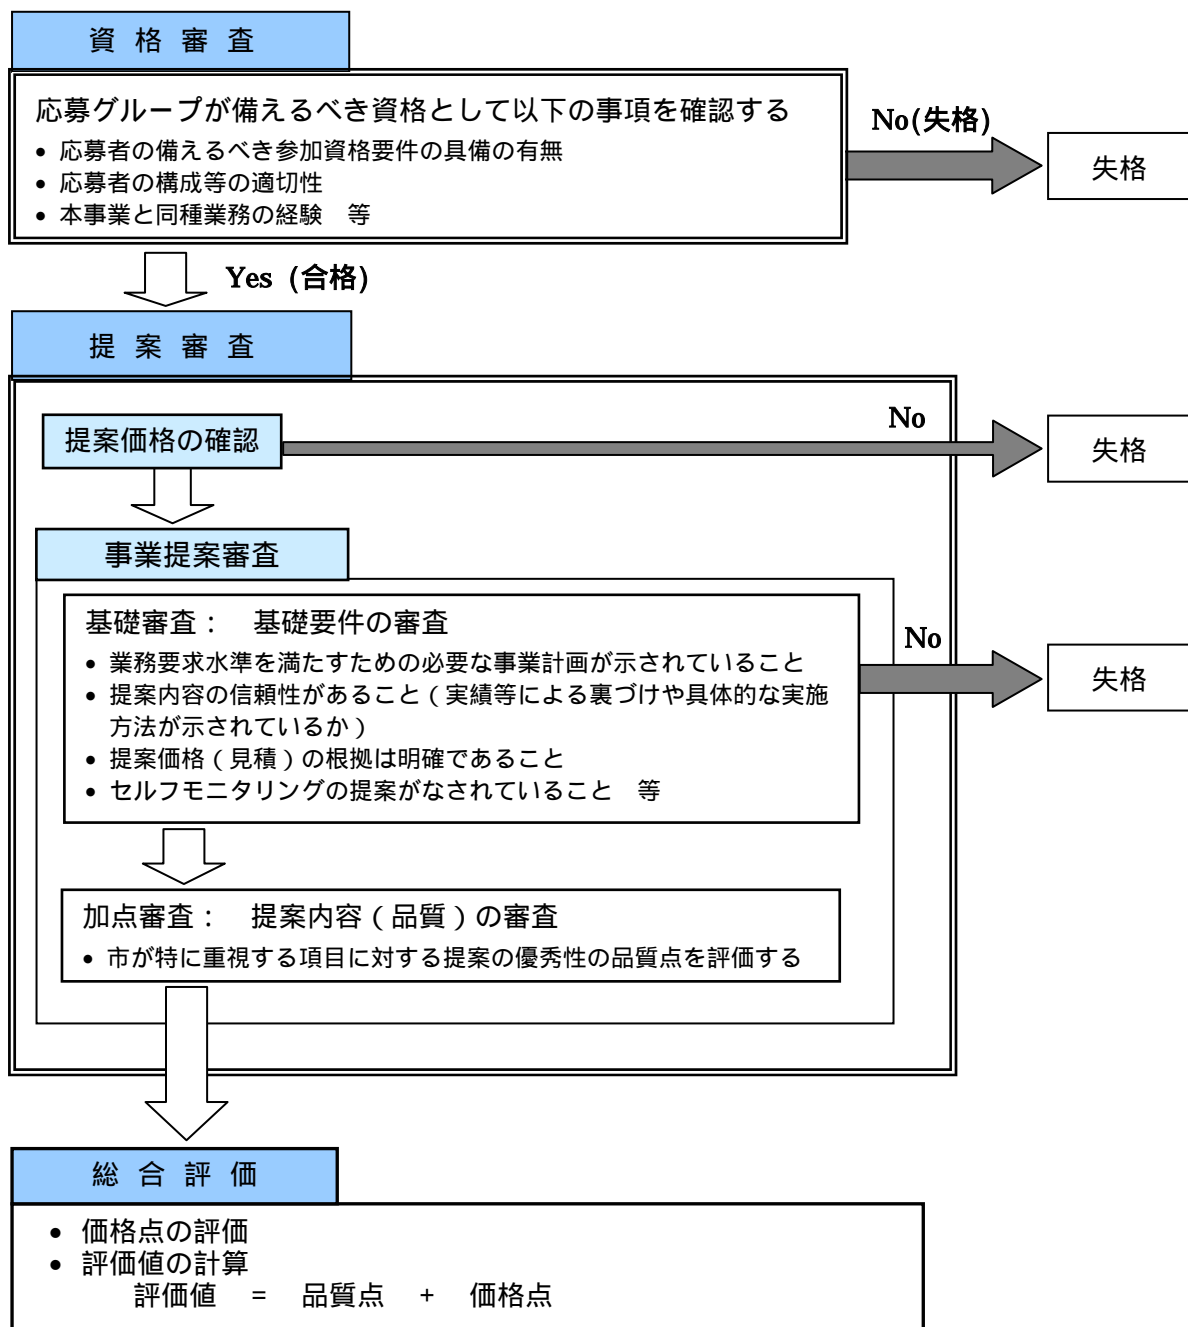 資 格 審 査
応募グループが備えるべき資格として以下の事項を確認する
• 応募者の備えるべき参加資格要件の具備の有無
• 応募者の構成等の適切性
• 本事業と同種業務の経験　等
No(失格)
失格
Yes (合格)
提 案 審 査
提案価格の確認
No
失格
事業提案審査
基礎審査：　基礎要件の審査
• 業務要求水準を満たすための必要な事業計画が示されていること
• 提案内容の信頼性があること（実績等による裏づけや具体的な実施
方法が示されているか）
• 提案価格（見積）の根拠は明確であること
• セルフモニタリングの提案がなされていること　等
No
失格
加点審査：　提案内容（品質）の審査
• 市が特に重視する項目に対する提案の優秀性の品質点を評価する
総 合 評 価
• 価格点の評価
• 評価値の計算
評価値　=　品質点　+　価格点